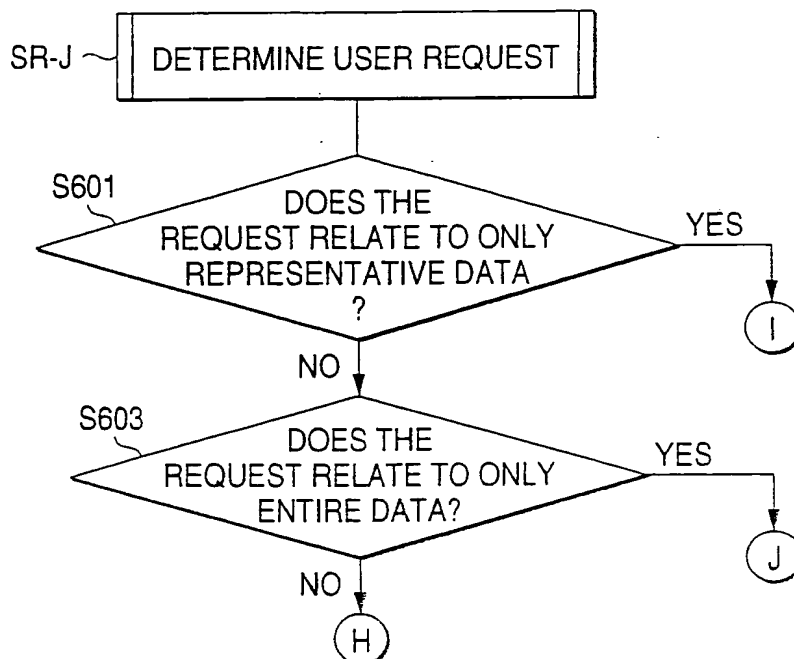 SR-J
DETERMINE USER REQUEST
S601
DOES THE
REQUEST RELATE TO ONLY
REPRESENTATIVE DATA
?
YES
I
NO
S603
DOES THE
REQUEST RELATE TO ONLY
ENTIRE DATA?
YES
J
NO
H